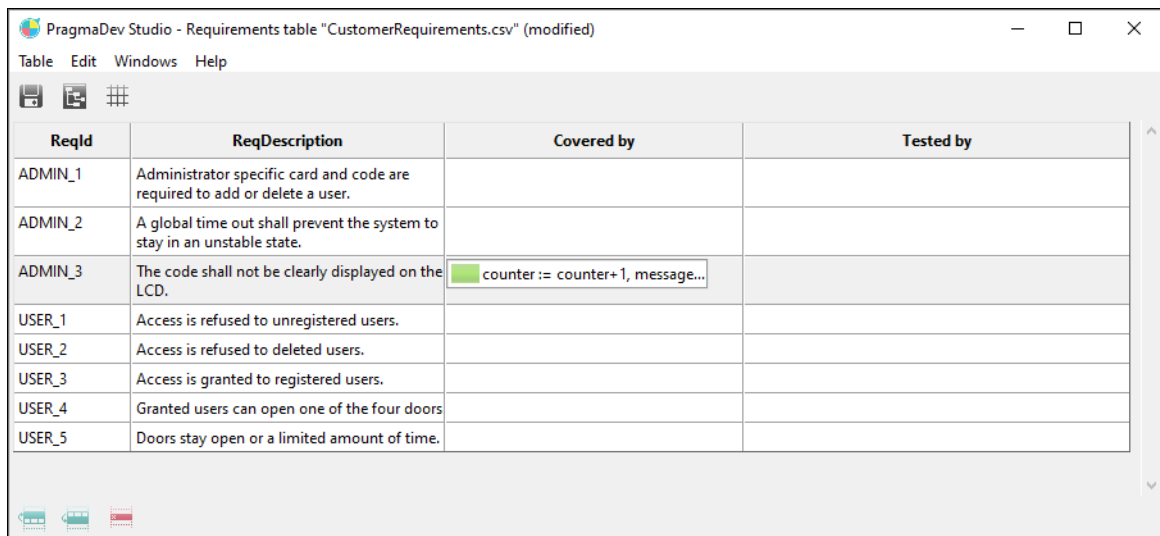 PragmaDev Studio - Requirements table "CustomerRequirements.csv" (modified)
Table Edit Windows Help
ReqId ReqDescription Covered by Tested by
ADMIN_1 Administrator specific card and code are
required to add or delete a user.
ADMIN_2 A global time out shall prevent the system to
stay in an unstable state.
ADMIN_3 The code shall not be clearly displayed on the counter := counter+1, message...
LCD.
USER_1 Access is refused to unregistered users.
USER_2 Access is refused to deleted users.
USER_3 Access is granted to registered users.
USER_4 Granted users can open one of the four doors
USER_5 Doors stay open or a limited amount of time.